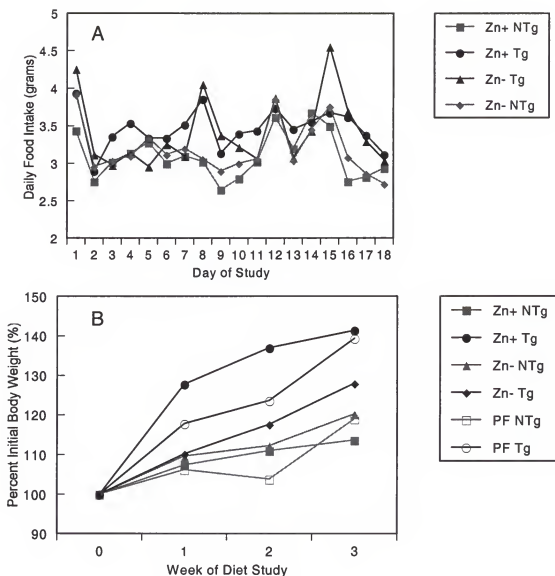 A
Daily Food Intake (grams)
5
4.5
4
3.5
3
2.5
2
1 2 3 4 5 6 7 8 9 10 11 12 13 14 15 16 17 18
Day of Study
Zn+ NTg
Zn+ Tg
Zn- Tg
Zn- NTg
B
Percent Initial Body Weight (%)
150
140
130
120
110
100
90
0 1 2 3
Week of Diet Study
Zn+ NTg
Zn+ Tg
Zn- NTg
Zn- Tg
PF NTg
PF Tg